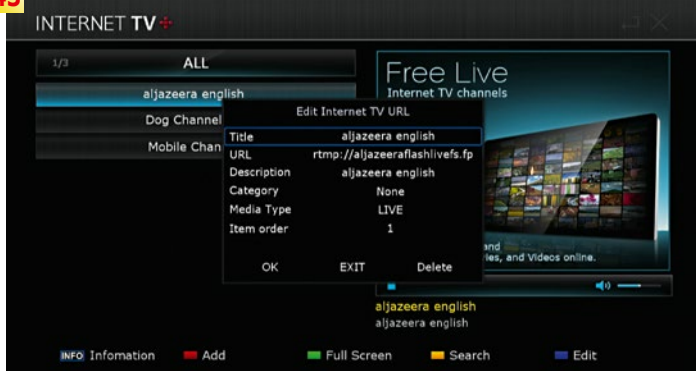 45
INTERNET TV
1/3 ALL
aljazeera english
Dog Channel
Mobile Chan
Free Live
Internet TV channels
Edit Internet TV URL
Title aljazeera english
URL rtmp://aljazeeraflashlivefs.fp
Description aljazeera english
Category None
Media Type LIVE
Item order 1
OK EXIT Delete
and
ies, and Videos online.
aljazeera english
aljazeera english
INFO Infomation Add Full Screen Search Edit